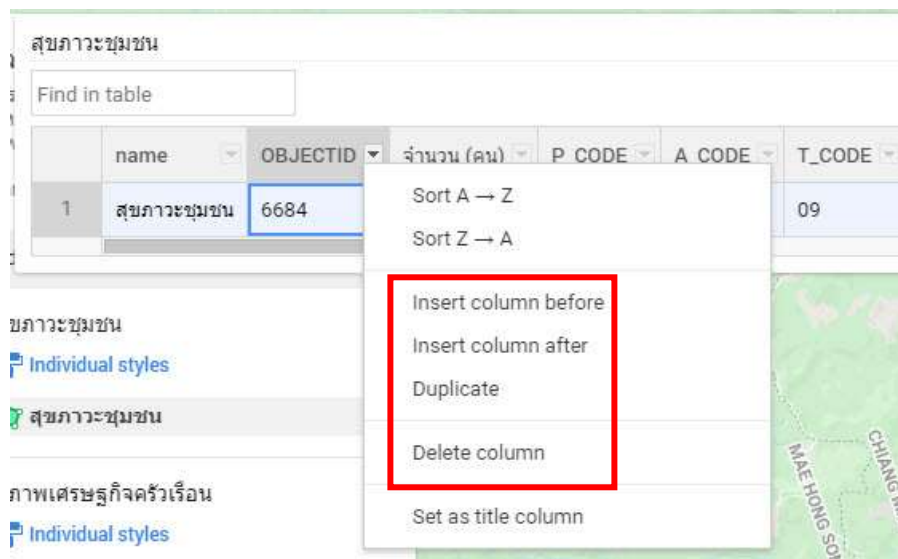 สุขภาวะชุมชน
Find in table
name OBJECTID จำนวน (คน) P_CODE A_CODE T_CODE
1 สุขภาวะชุมชน 6684 09
Sort A → Z
Sort Z → A
Insert column before
Insert column after
Duplicate
Delete column
Set as title column
ขภาวะชุมชน
Individual styles
สุขภาวะชุมชน
ภาพเศรษฐกิจครัวเรือน
Individual styles
MAE HONG SON
CHIANG M